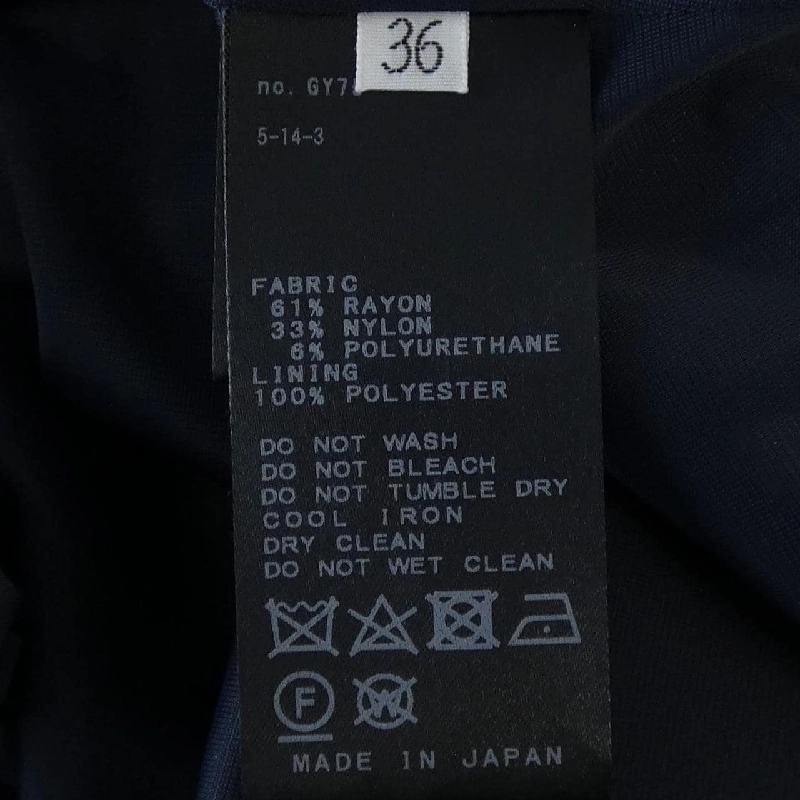 36
no. GY7
5-14-3
FABRIC
61% RAYON
33% NYLON
6% POLYURETHANE
LINING
100% POLYESTER
DO NOT WASH
DO NOT BLEACH
DO NOT TUMBLE DRY
COOL IRON
DRY CLEAN
DO NOT WET CLEAN
F W
MADE IN JAPAN